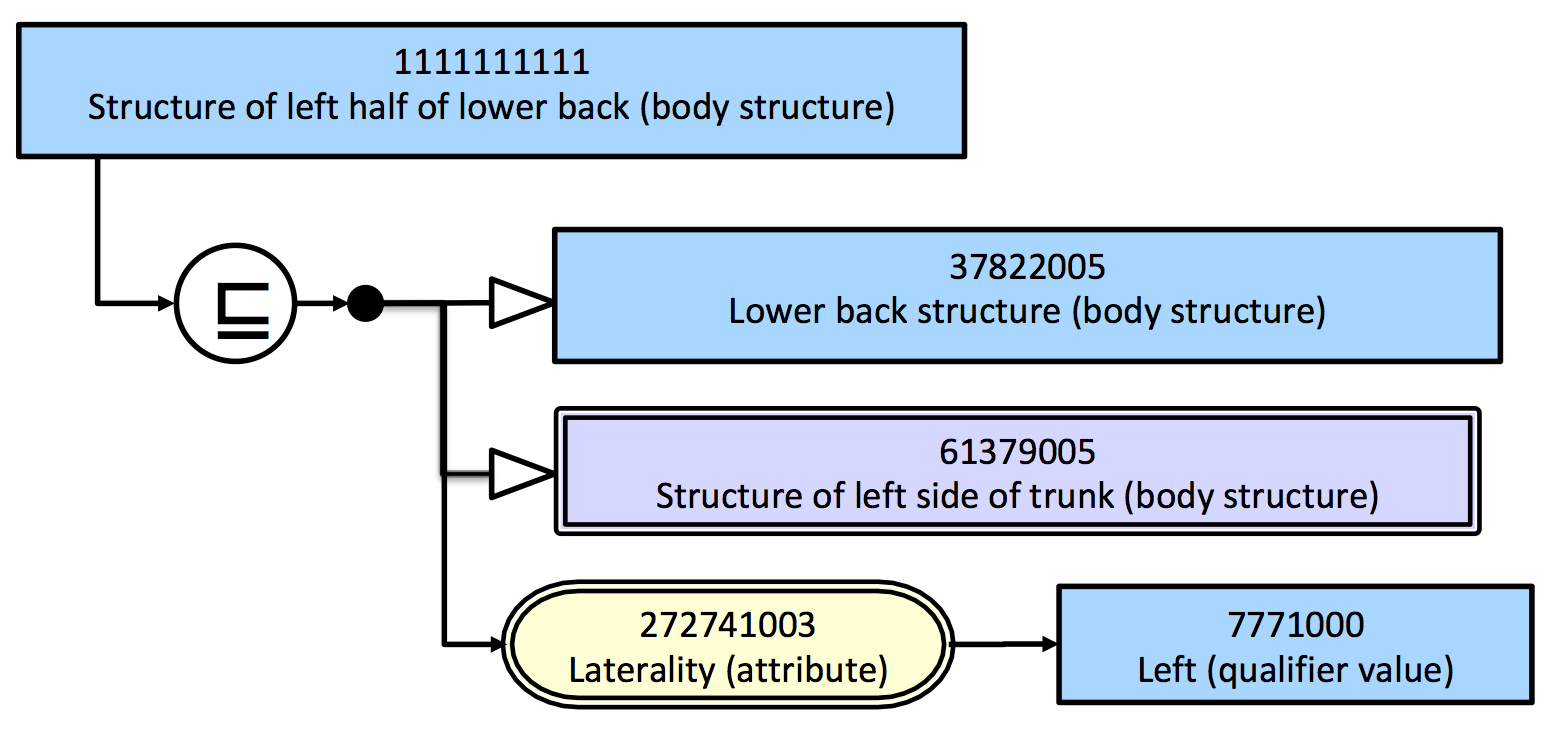 1111111111
Structure of left half of lower back (body structure)
⊑
37822005
Lower back structure (body structure)
61379005
Structure of left side of trunk (body structure)
272741003
Laterality (attribute)
7771000
Left (qualifier value)